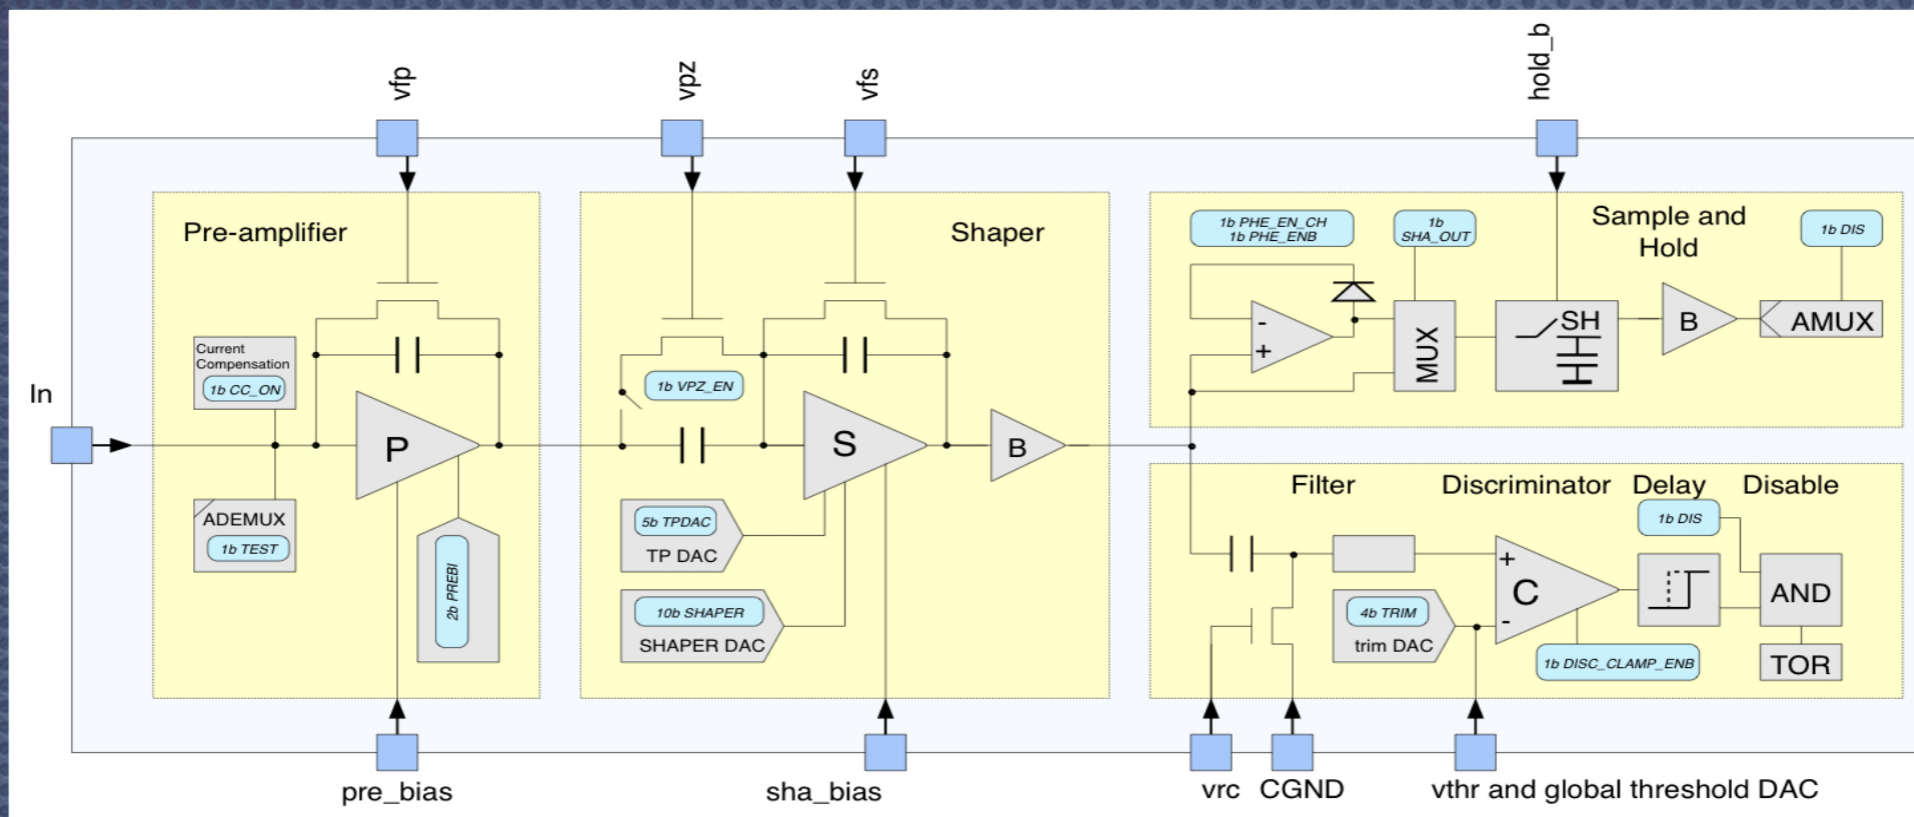 vfp
vpz
vfs
hold_b
Pre-amplifier
Shaper
Sample and
Hold
1b PHE_EN_CH
1b PHE_ENB
1b
SHA_OUT
1b DIS
Current
Compensation
1b CC_ON
1b VPZ_EN
-
+
MUX
SH
B
AMUX
In
P
S
B
ADEMUX
1b TEST
2b PREBI
5b TPDAC
TP DAC
10b SHAPER
SHAPER DAC
Filter
Discriminator
Delay
Disable
1b DIS
+
C
-
AND
4b TRIM
trim DAC
1b DISC_CLAMP_ENB
TOR
pre_bias
sha_bias
vrc
CGND
vthr and global threshold DAC